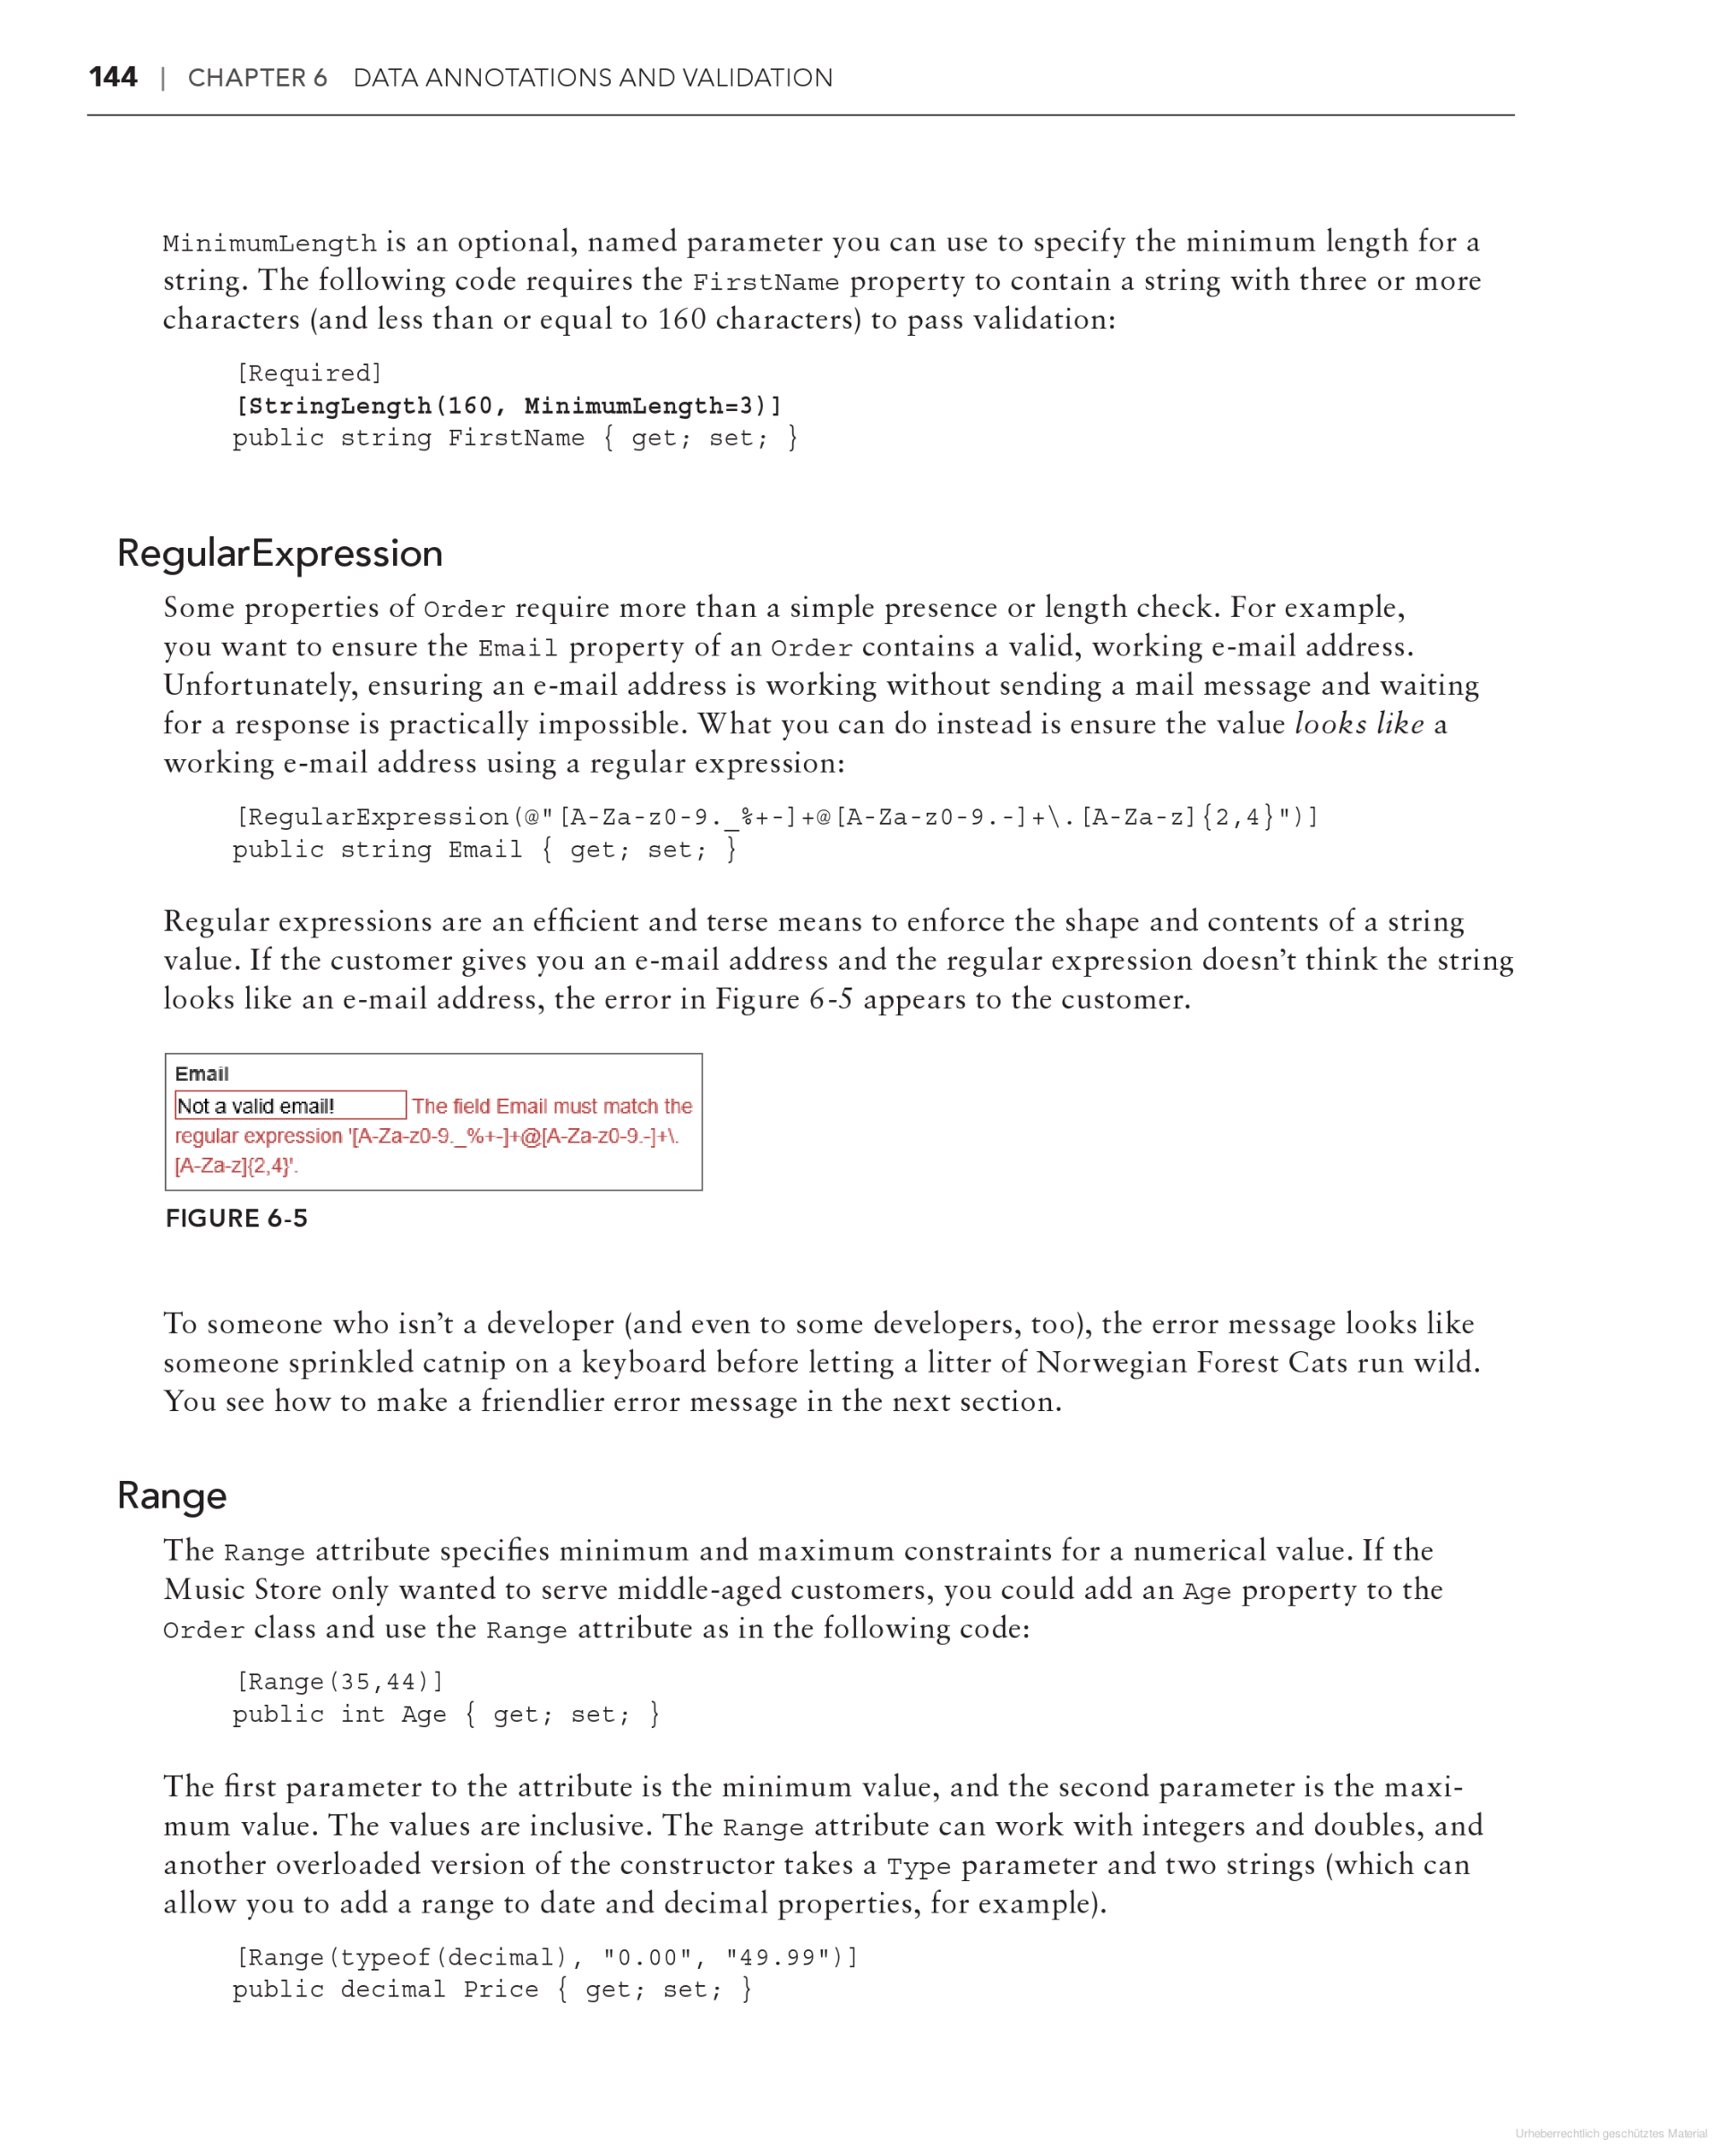 144 | CHAPTER 6 DATA ANNOTATIONS AND VALIDATION
MinimumLength is an optional, named parameter you can use to specify the minimum length for a
string. The following code requires the FirstName property to contain a string with three or more
characters (and less than or equal to 160 characters) to pass validation:
[Required]
[StringLength(160, MinimumLength=3)]
public string FirstName { get; set; }
RegularExpression
Some properties of Order require more than a simple presence or length check. For example,
you want to ensure the Email property of an Order contains a valid, working e-mail address.
Unfortunately, ensuring an e-mail address is working without sending a mail message and waiting
for a response is practically impossible. What you can do instead is ensure the value looks like a
working e-mail address using a regular expression:
[RegularExpression(@"[A-Za-z0-9._%+-]+@[A-Za-z0-9.-]+\.[A-Za-z]{2,4}")]
public string Email { get; set; }
Regular expressions are an efficient and terse means to enforce the shape and contents of a string
value. If the customer gives you an e-mail address and the regular expression doesn’t think the string
looks like an e-mail address, the error in Figure 6-5 appears to the customer.
Email
Not a valid email! The field Email must match the
regular expression '[A-Za-z0-9._%+-]+@[A-Za-z0-9.-]+\.
[A-Za-z]{2,4}'.
FIGURE 6-5
To someone who isn’t a developer (and even to some developers, too), the error message looks like
someone sprinkled catnip on a keyboard before letting a litter of Norwegian Forest Cats run wild.
You see how to make a friendlier error message in the next section.
Range
The Range attribute specifies minimum and maximum constraints for a numerical value. If the
Music Store only wanted to serve middle-aged customers, you could add an Age property to the
Order class and use the Range attribute as in the following code:
[Range(35,44)]
public int Age { get; set; }
The first parameter to the attribute is the minimum value, and the second parameter is the maxi-
mum value. The values are inclusive. The Range attribute can work with integers and doubles, and
another overloaded version of the constructor takes a Type parameter and two strings (which can
allow you to add a range to date and decimal properties, for example).
[Range(typeof(decimal), "0.00", "49.99")]
public decimal Price { get; set; }
Urheberrechtlich geschütztes Material